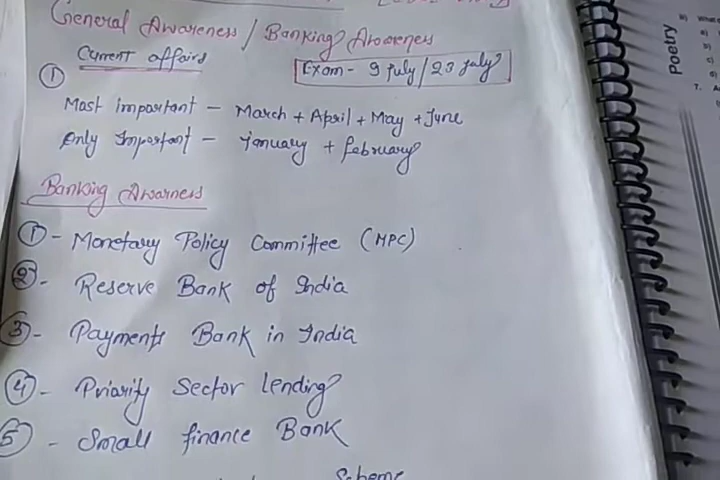 General Awareness / Banking Awareness
Current affairs
Exam - 9 July / 23 July
①
Most important - March + April + May + June
Only Important - January + February
Banking Awarness
① - Monetary Policy Committee (MPC)
② - Reserve Bank of India
③ - Payments Bank in India
④ - Priority Sector Lending
⑤ - Small finance Bank
Scheme
Poetry
a)
b)
c)
d)
7.